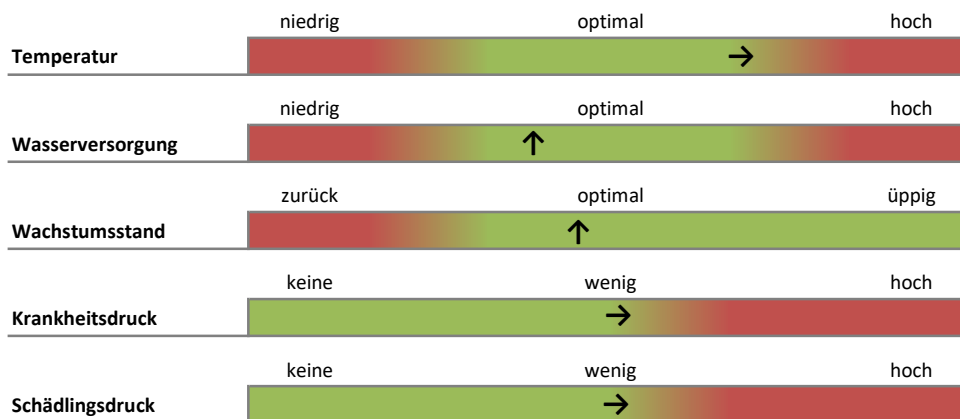 niedrig optimal hoch
Temperatur →
niedrig optimal hoch
Wasserversorgung ↑
zurück optimal üppig
Wachstumsstand ↑
keine wenig hoch
Krankheitsdruck →
keine wenig hoch
Schädlingsdruck →